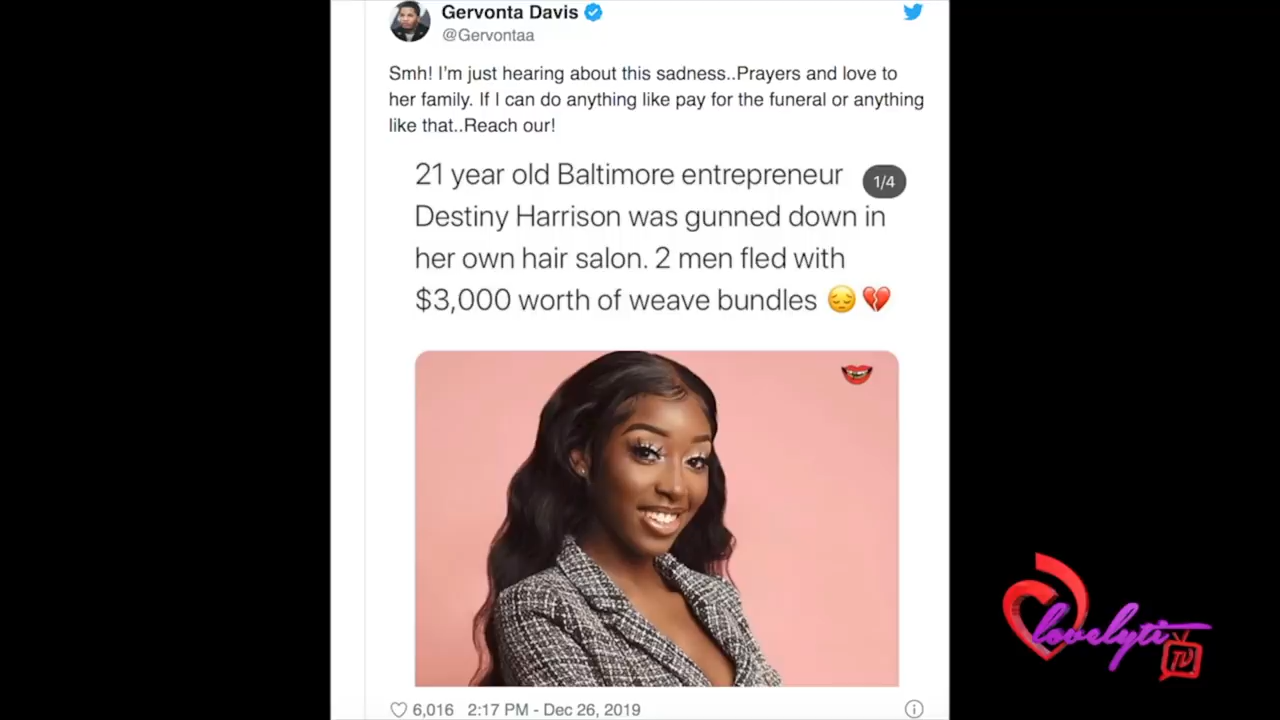 Gervonta Davis
@Gervontaa
Smh! I'm just hearing about this sadness..Prayers and love to
her family. If I can do anything like pay for the funeral or anything
like that..Reach our!
21 year old Baltimore entrepreneur
1/4
Destiny Harrison was gunned down in
her own hair salon. 2 men fled with
$3,000 worth of weave bundles 😔 💔
6,016 2:17 PM - Dec 26, 2019
lovelyti
TV